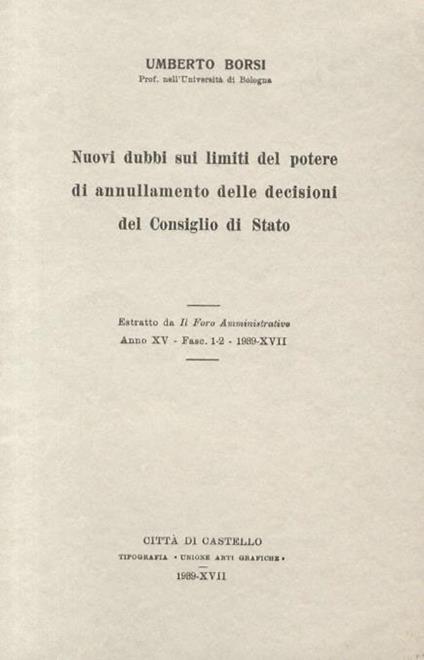 UMBERTO BORSI
Prof. nell'Università di Bologna
Nuovi dubbi sui limiti del potere
di annullamento delle decisioni
del Consiglio di Stato
Estratto da Il Foro Amministrativo
Anno XV - Fasc. 1-2 - 1939-XVII
CITTÀ DI CASTELLO
TIPOGRAFIA « UNIONE ARTI GRAFICHE »
1939-XVII